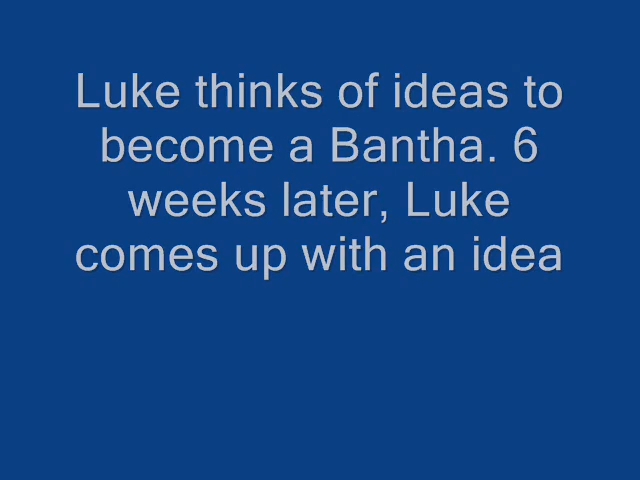 Luke thinks of ideas to
become a Bantha. 6
weeks later, Luke
comes up with an idea